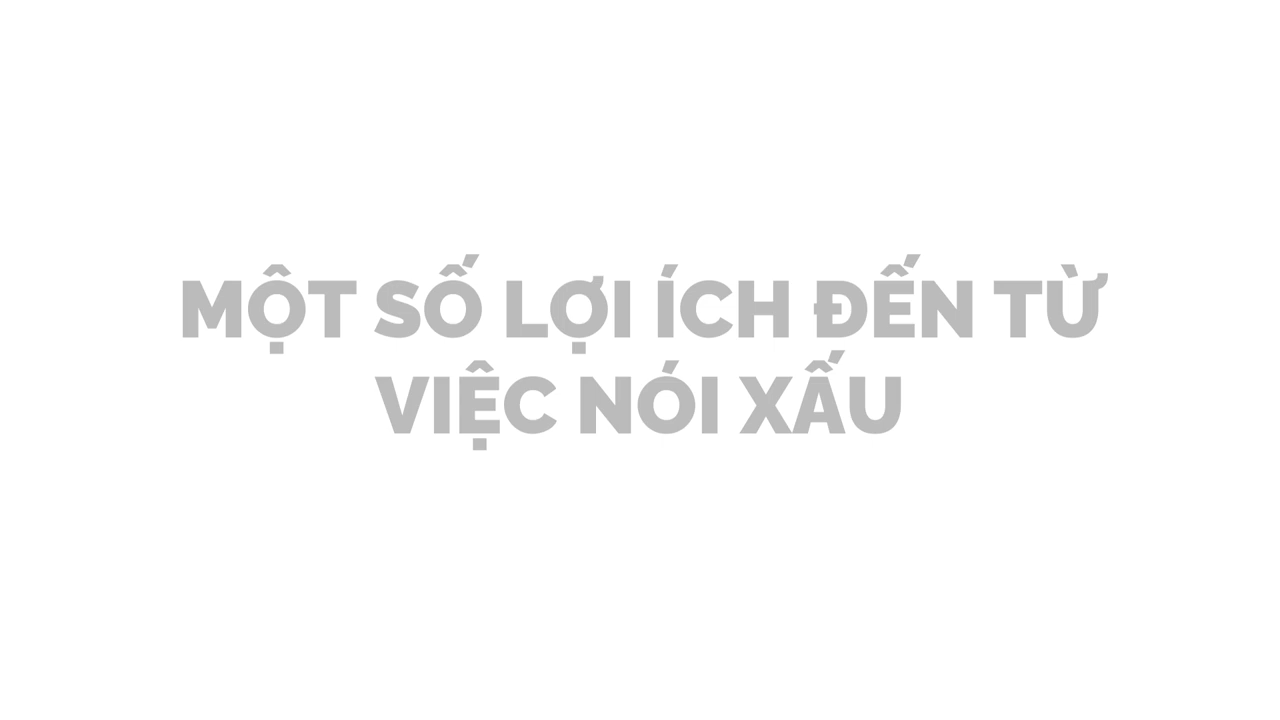 MỘT SỐ LỢI ÍCH ĐẾN TỪ
VIỆC NÓI XẤU